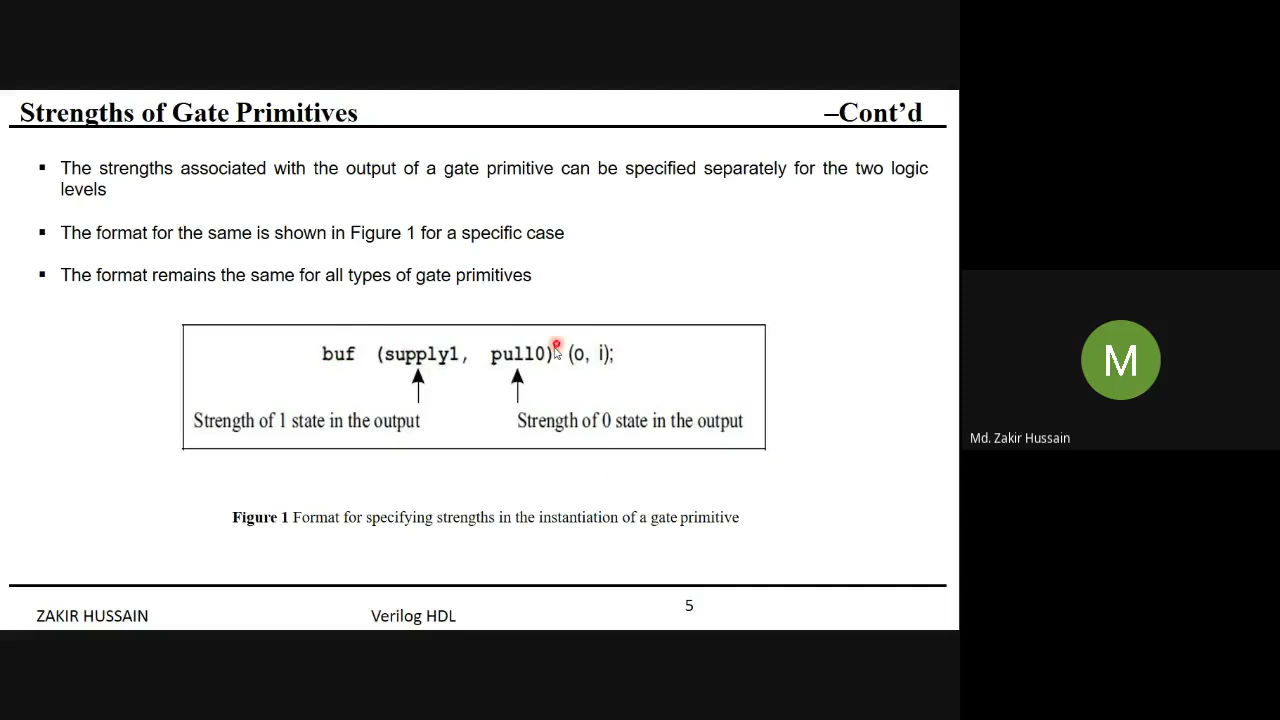 Strengths of Gate Primitives –Cont’d
▪ The strengths associated with the output of a gate primitive can be specified separately for the two logic
levels
▪ The format for the same is shown in Figure 1 for a specific case
▪ The format remains the same for all types of gate primitives
buf (supply1, pull0) (o, i);
Strength of 1 state in the output Strength of 0 state in the output
Figure 1 Format for specifying strengths in the instantiation of a gate primitive
ZAKIR HUSSAIN Verilog HDL 5
M
Md. Zakir Hussain